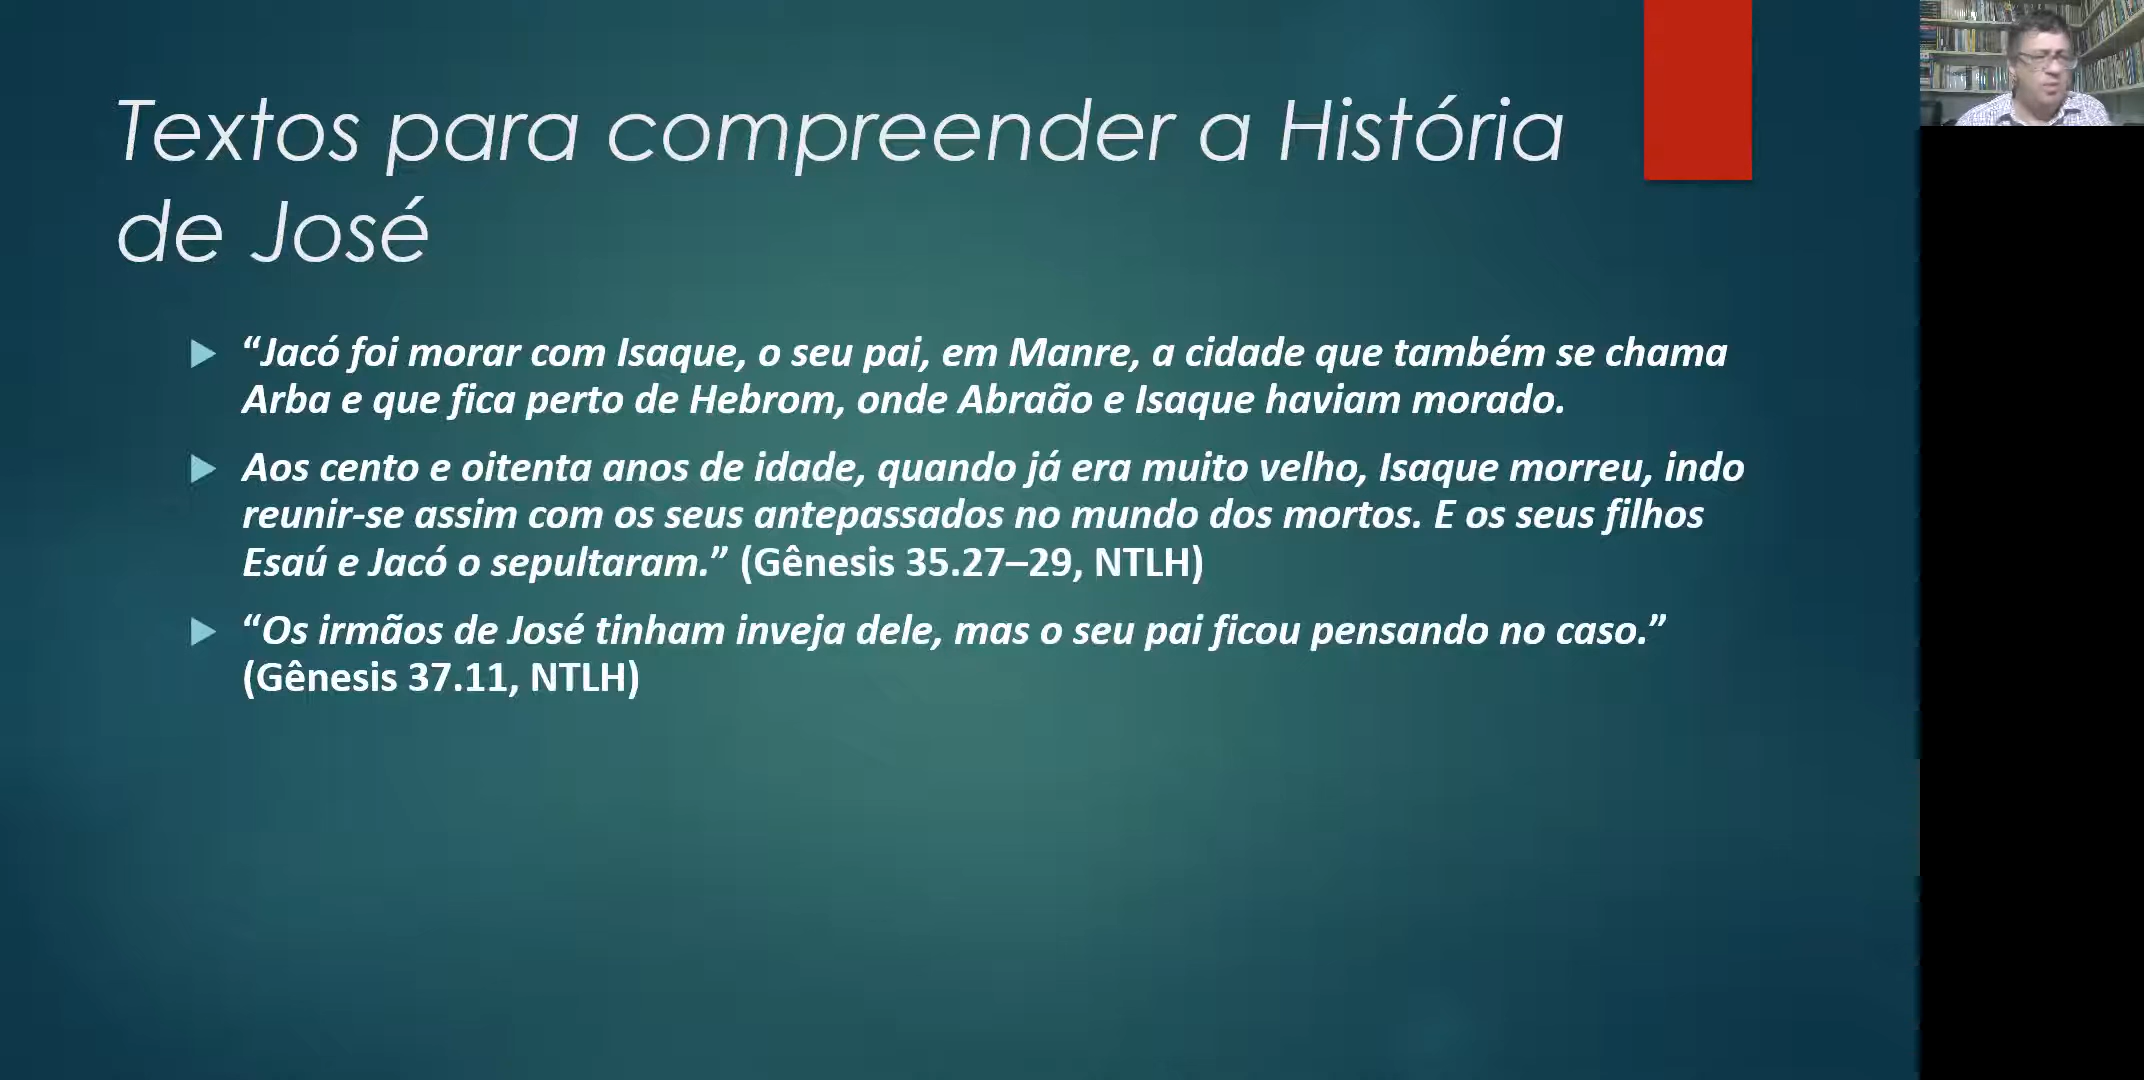 Textos para compreender a História
de José
“Jacó foi morar com Isaque, o seu pai, em Manre, a cidade que também se chama
Arba e que fica perto de Hebrom, onde Abraão e Isaque haviam morado.
Aos cento e oitenta anos de idade, quando já era muito velho, Isaque morreu, indo
reunir-se assim com os seus antepassados no mundo dos mortos. E os seus filhos
Esaú e Jacó o sepultaram.” (Gênesis 35.27–29, NTLH)
“Os irmãos de José tinham inveja dele, mas o seu pai ficou pensando no caso.”
(Gênesis 37.11, NTLH)